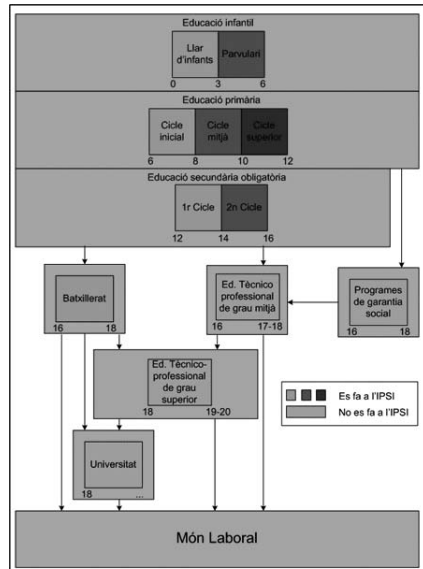 Educació infantil
Llar
d'infants
Parvulari
0 3 6
Educació primària
Cicle
inicial
Cicle
mitjà
Cicle
superior
6 8 10 12
Educació secundària obligatòria
1r Cicle
2n Cicle
12 14 16
Batxillerat
16 18
Ed. Tècnico
professional
de grau mitjà
16 17-18
Programes
de garantia
social
16 18
Ed. Tècnico-
professional
de grau
superior
18 19-20
Es fa a l'IPSI
No es fa a l'IPSI
Universitat
18 ...
Món Laboral